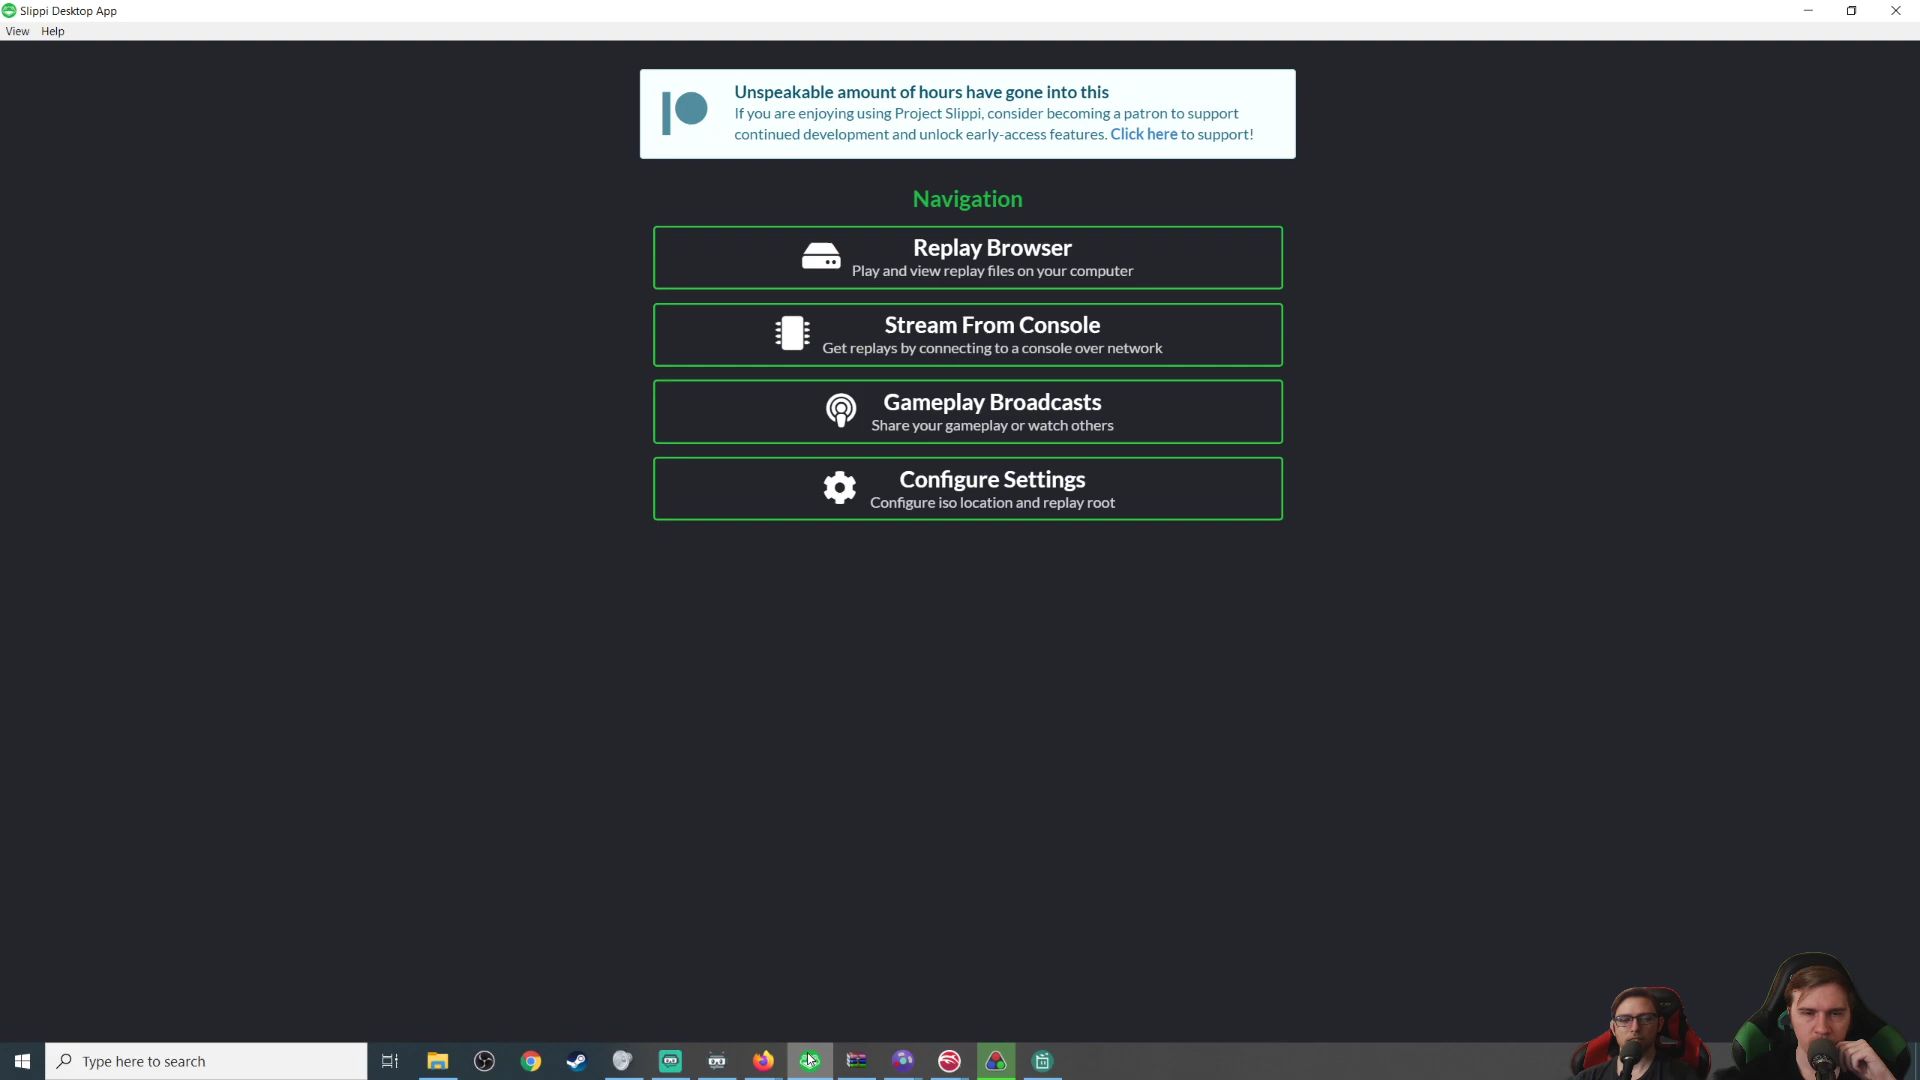 Slippi Desktop App
View Help
Unspeakable amount of hours have gone into this
If you are enjoying using Project Slippi, consider becoming a patron to support
continued development and unlock early-access features. Click here to support!
Navigation
Replay Browser
Play and view replay files on your computer
Stream From Console
Get replays by connecting to a console over network
Gameplay Broadcasts
Share your gameplay or watch others
Configure Settings
Configure iso location and replay root
Type here to search